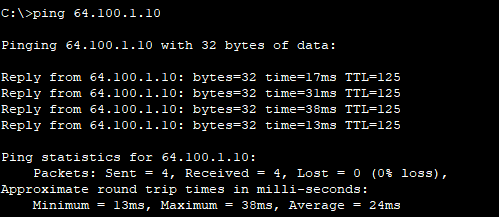 C:\>ping 64.100.1.10
Pinging 64.100.1.10 with 32 bytes of data:
Reply from 64.100.1.10: bytes=32 time=17ms TTL=125
Reply from 64.100.1.10: bytes=32 time=31ms TTL=125
Reply from 64.100.1.10: bytes=32 time=38ms TTL=125
Reply from 64.100.1.10: bytes=32 time=13ms TTL=125
Ping statistics for 64.100.1.10:
    Packets: Sent = 4, Received = 4, Lost = 0 (0% loss),
Approximate round trip times in milli-seconds:
    Minimum = 13ms, Maximum = 38ms, Average = 24ms